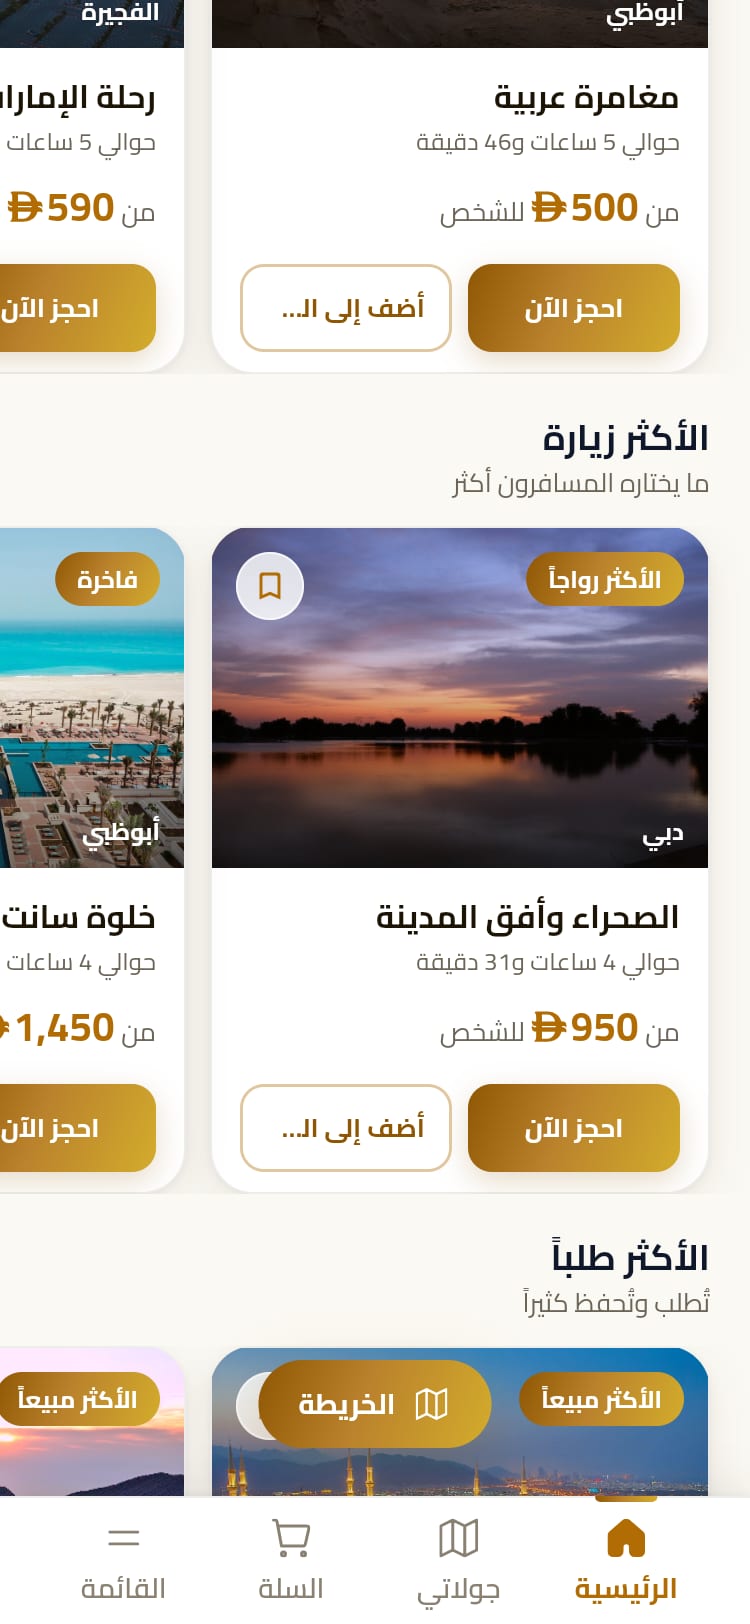 أبوظبي
الفجيرة
مغامرة عربية
حوالي 5 ساعات و46 دقيقة
من 500 للشخص
احجز الآن
أضف إلى الـ...
رحلة
حوالي 5 ساعات
من 590
احجز الآن
الأكثر زيارة
ما يختاره المسافرون أكثر
الأكثر رواجاً
دبي
الصحراء وأفق المدينة
حوالي 4 ساعات و31 دقيقة
من 950 للشخص
احجز الآن
أضف إلى الـ...
فاخرة
أبوظبي
خلوة سانت
حوالي 4 ساعات
من 1,450
احجز الآن
الأكثر طلباً
تُطلب وتُحفظ كثيراً
الأكثر مبيعاً
الأكثر مبيعاً
الخريطة
الرئيسية
جولاتي
السلة
القائمة